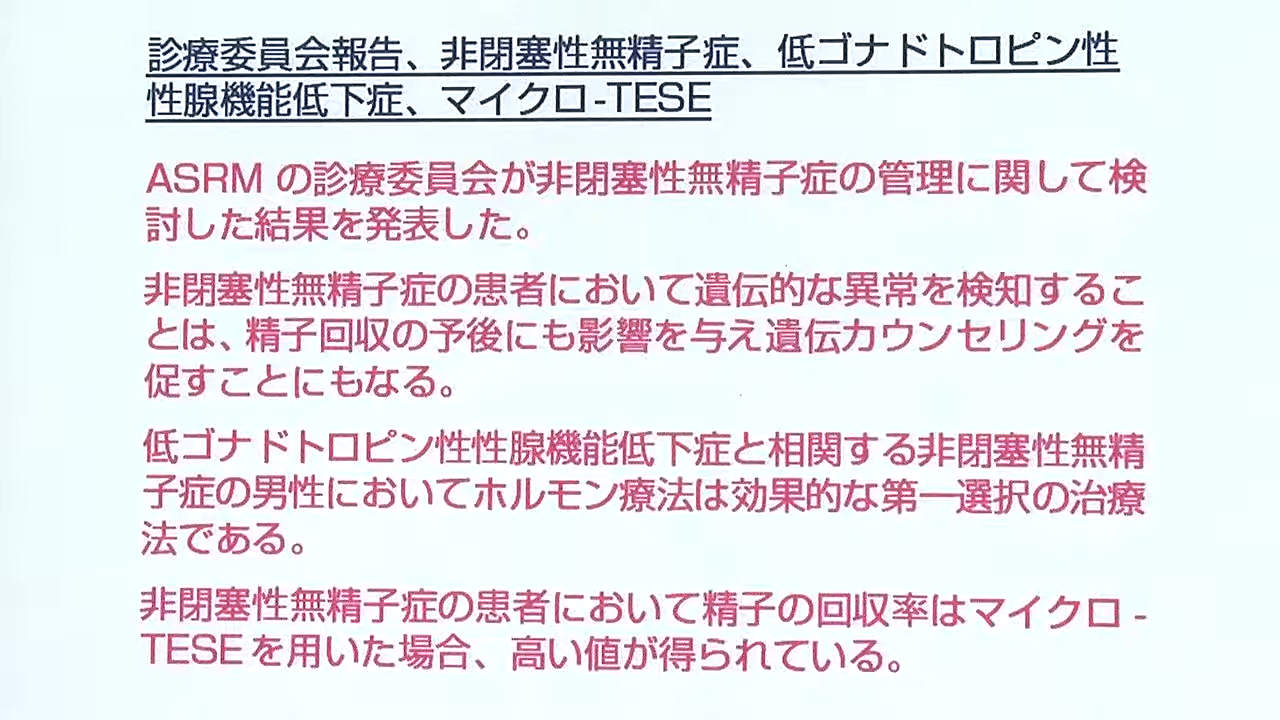 診療委員会報告、非閉塞性無精子症、低ゴナドトロピン性
性腺機能低下症、マイクロ-TESE
ASRM の診療委員会が非閉塞性無精子症の管理に関して検
討した結果を発表した。
非閉塞性無精子症の患者において遺伝的な異常を検知するこ
とは、精子回収の予後にも影響を与え遺伝カウンセリングを
促すことにもなる。
低ゴナドトロピン性性腺機能低下症と相関する非閉塞性無精
子症の男性においてホルモン療法は効果的な第一選択の治療
法である。
非閉塞性無精子症の患者において精子の回収率はマイクロ -
TESE を用いた場合、高い値が得られている。